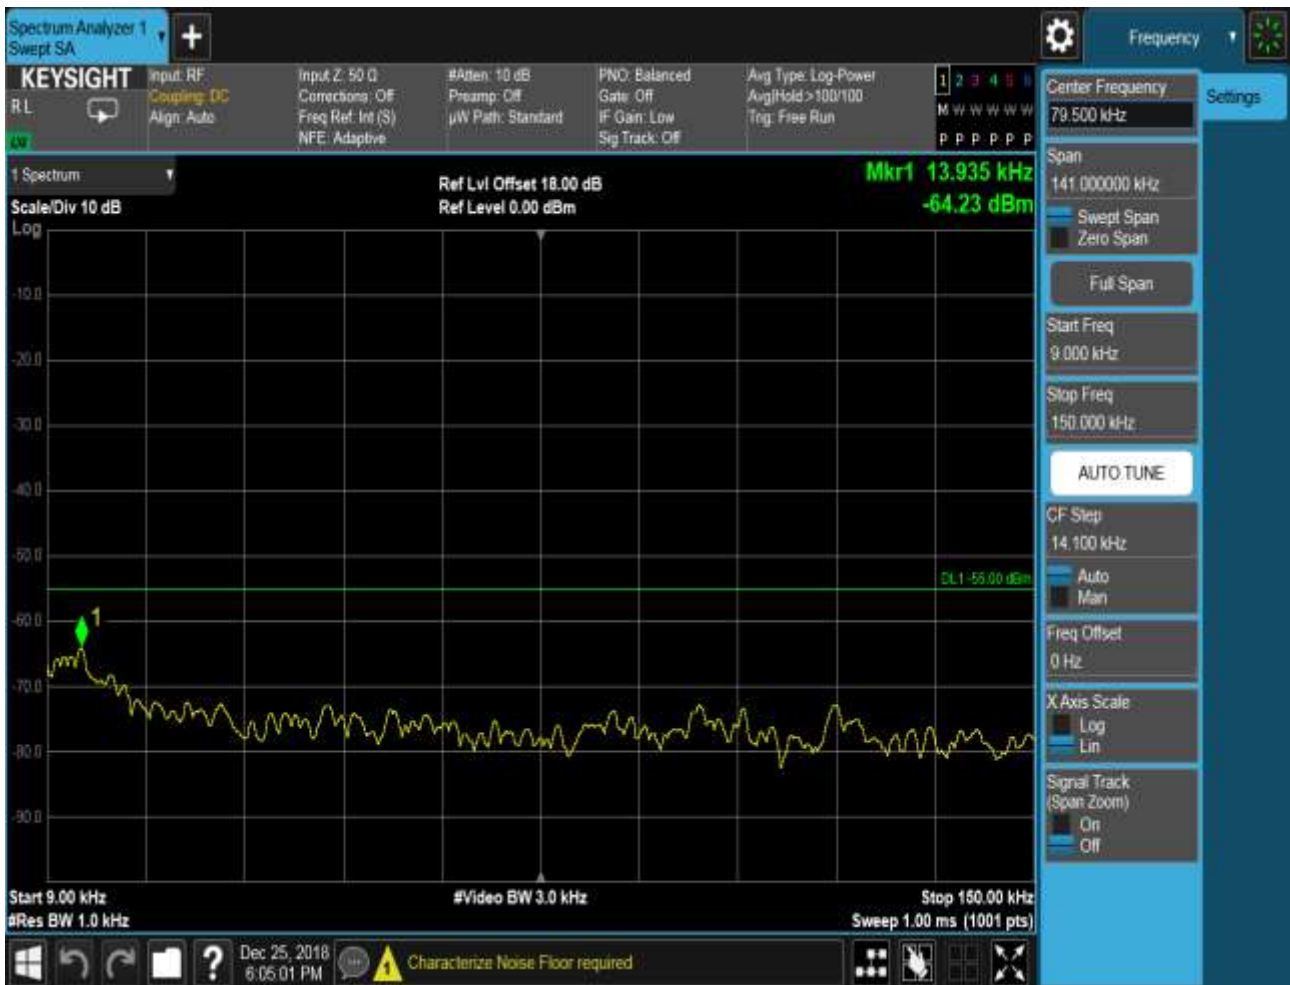 Spectrum Analyzer 1
Swept SA
Frequency
KEYSIGHT
R L
Input: RF
Coupling: DC
Align: Auto
Input Z: 50 Ω
Corrections: Off
Freq Ref: Int (S)
NFE: Adaptive
#Atten: 10 dB
Preamp: Off
µW Path: Standard
PNO: Balanced
Gate: Off
IF Gain: Low
Sig Track: Off
Avg Type: Log-Power
Avg|Hold >100/100
Trig: Free Run
1 2 3 4 5 6
M W W W W W
P P P P P P
Center Frequency
79.500 kHz
Settings
Span
141.000000 kHz
Swept Span
Zero Span
Full Span
Start Freq
9.000 kHz
Stop Freq
150.000 kHz
AUTO TUNE
CF Step
14.100 kHz
Auto
Man
Freq Offset
0 Hz
X Axis Scale
Log
Lin
Signal Track
(Span Zoom)
On
Off
1 Spectrum
Scale/Div 10 dB
Log
Ref Lvl Offset 18.00 dB
Ref Level 0.00 dBm
Mkr1 13.935 kHz
-64.23 dBm
-10.0
-20.0
-30.0
-40.0
-50.0
DL1 -55.00 dBm
-60.0
1
-70.0
-80.0
-90.0
Start 9.00 kHz
#Video BW 3.0 kHz
Stop 150.00 kHz
#Res BW 1.0 kHz
Sweep 1.00 ms (1001 pts)
?
Dec 25, 2018
6:05:01 PM
1
Characterize Noise Floor required